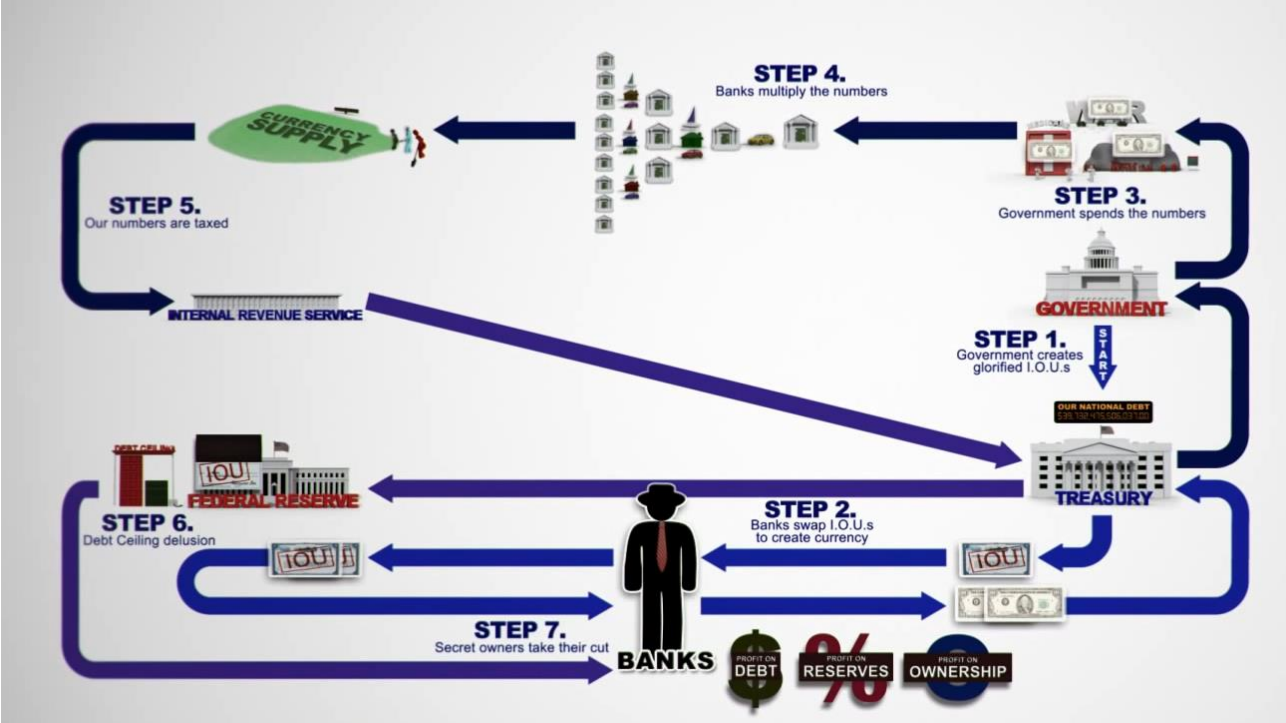 STEP 4.
Banks multiply the numbers
CURRENCY
SUPPLY
WAR
STEP 5.
Our numbers are taxed
STEP 3.
Government spends the numbers
INTERNAL REVENUE SERVICE
GOVERNMENT
STEP 1.
Government creates
glorified I.O.U.s
START
OUR NATIONAL DEBT
DEBT CEILING
IOU
FEDERAL RESERVE
TREASURY
STEP 6.
Debt Ceiling delusion
STEP 2.
Banks swap I.O.U.s
to create currency
IOU
IOU
STEP 7.
Secret owners take their cut
BANKS
$
PROFIT ON
DEBT
%
PROFIT ON
RESERVES
PROFIT ON
OWNERSHIP